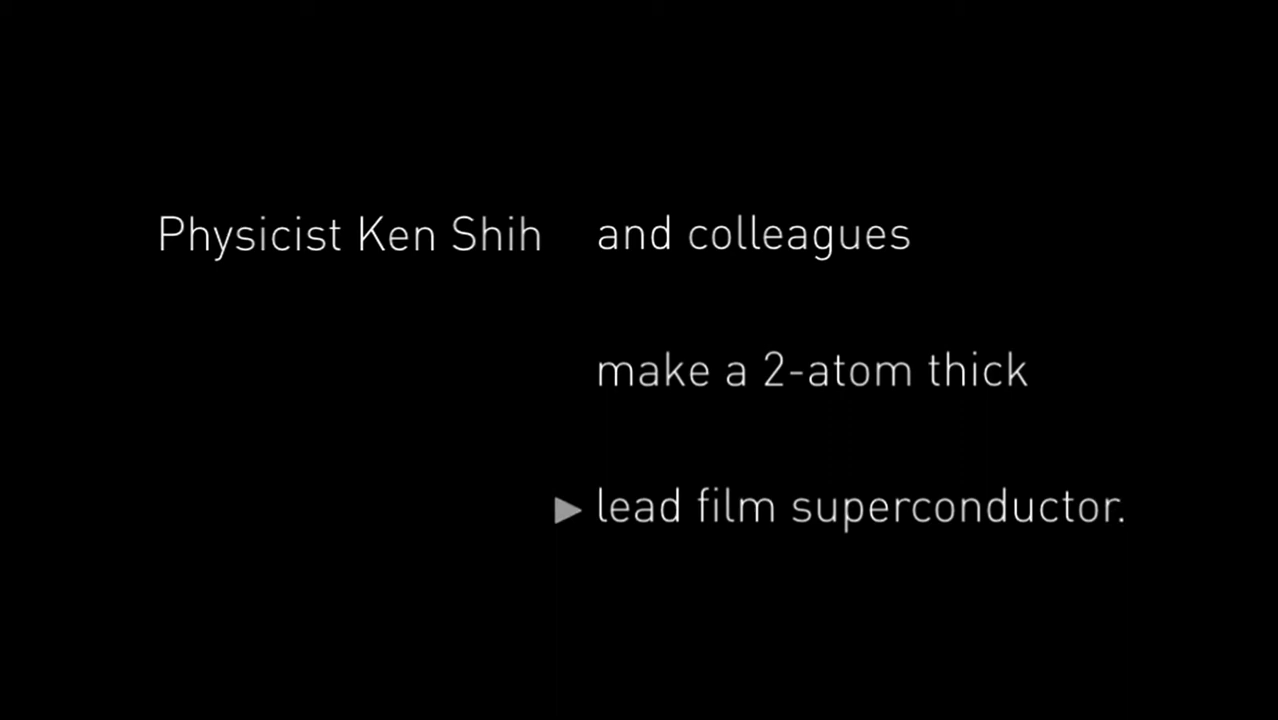 Physicist Ken Shih and colleagues
make a 2-atom thick
lead film superconductor.